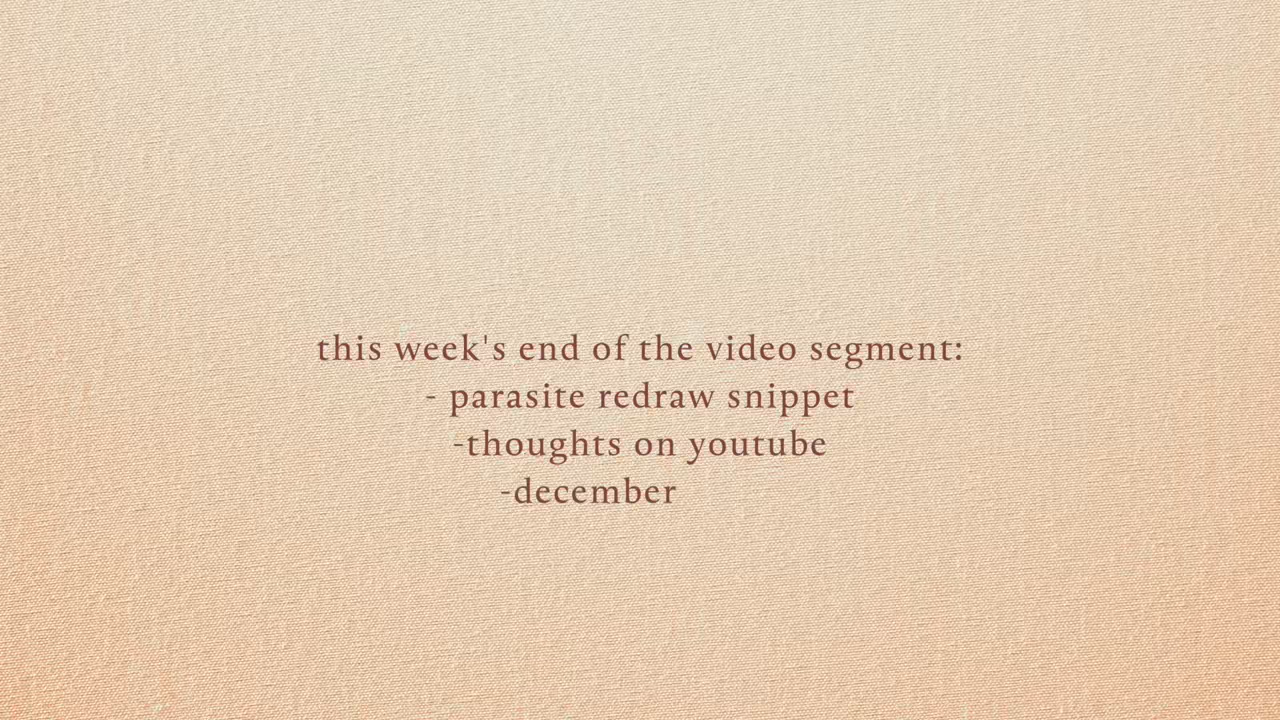 this week's end of the video segment:
- parasite redraw snippet
-thoughts on youtube
-december